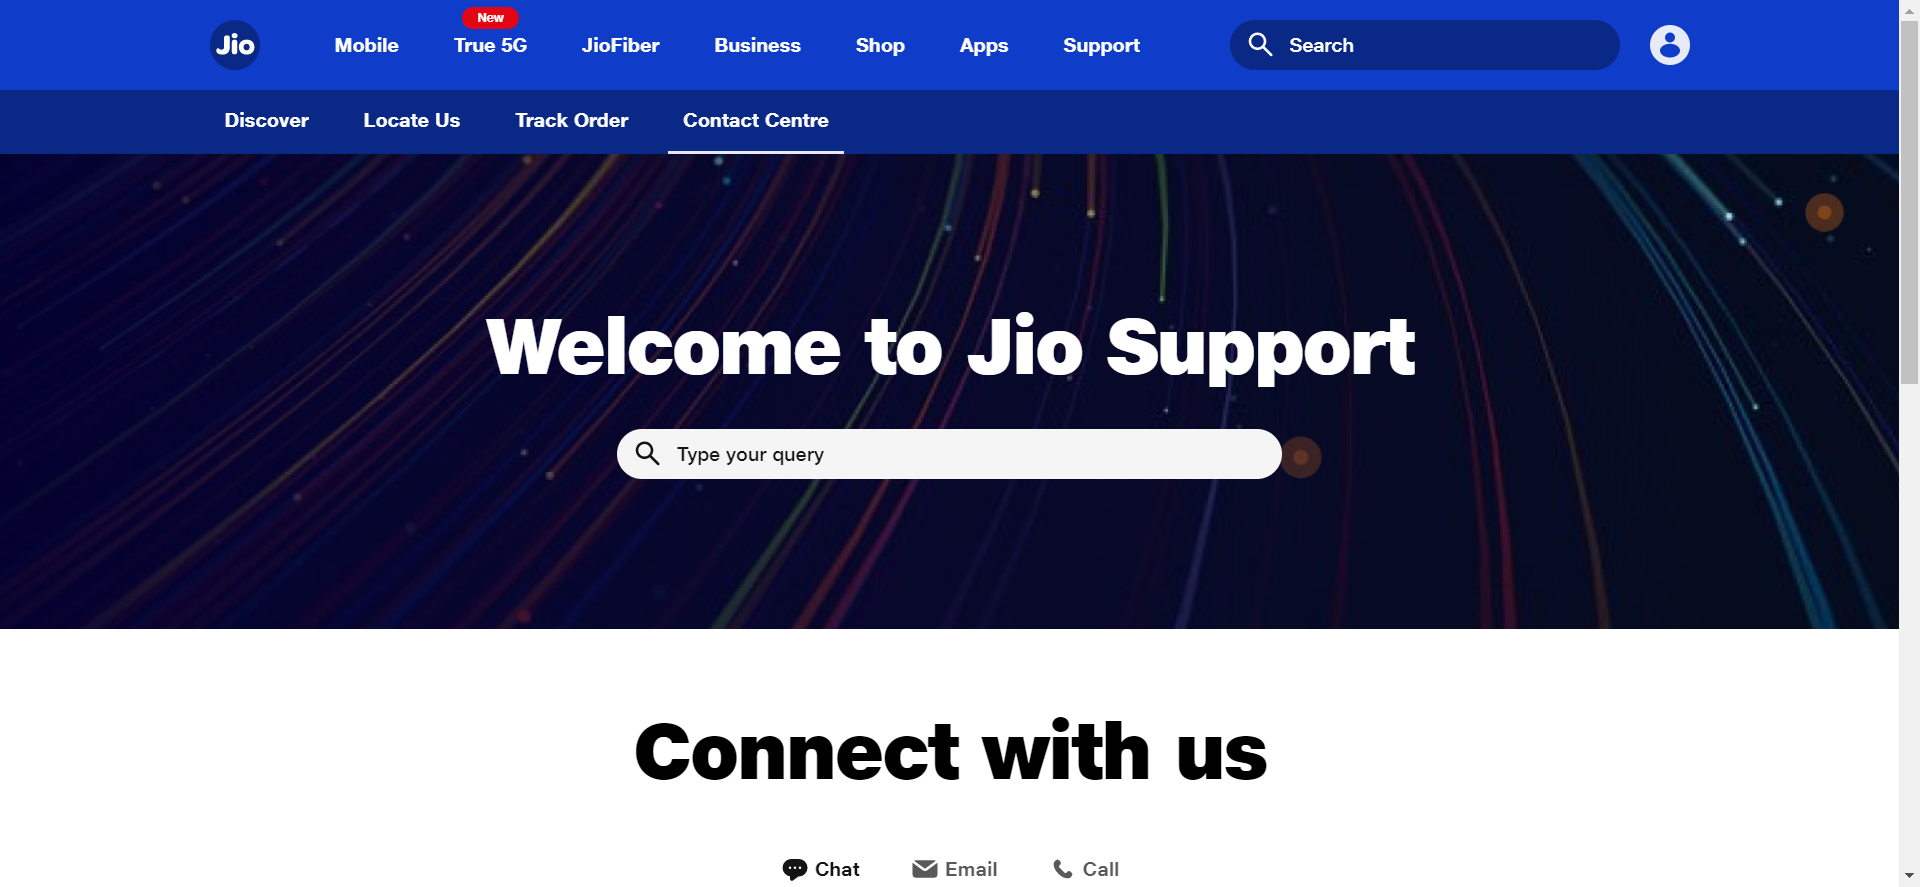 New
Jio Mobile True 5G JioFiber Business Shop Apps Support Search
Discover Locate Us Track Order Contact Centre
Welcome to Jio Support
Type your query
Connect with us
Chat Email Call